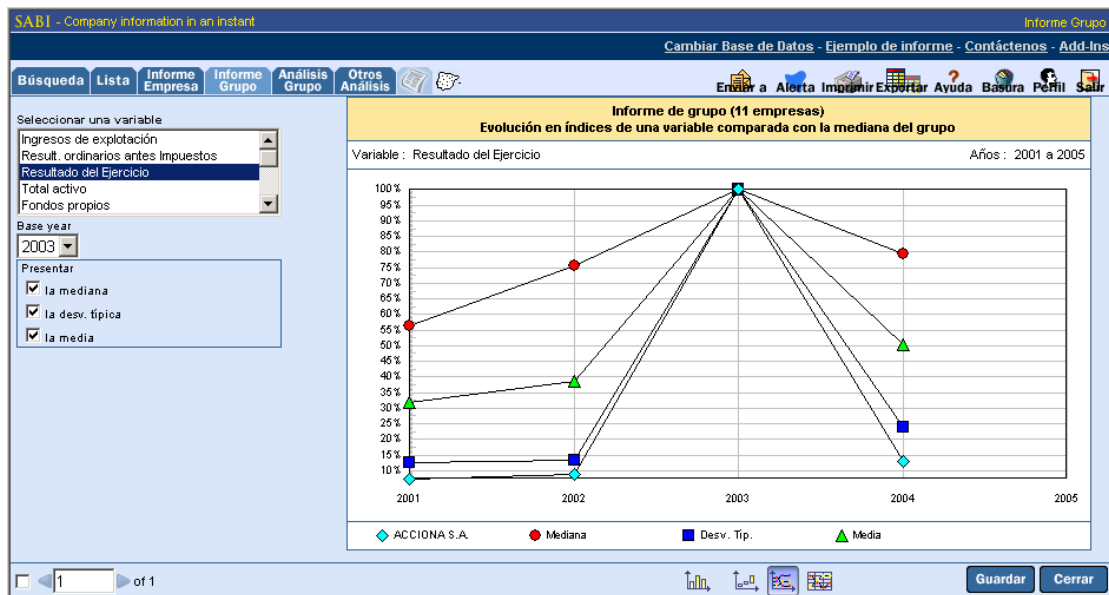 SABI - Company information in an instant
Informe Grupo
Cambiar Base de Datos - Ejemplo de informe - Contáctenos - Add-Ins
Búsqueda
Lista
Informe Empresa
Informe Grupo
Análisis Grupo
Otros Análisis
Enviar a
Alerta
Imprimir
Exportar
Ayuda
Basura
Perfil
Salir
Seleccionar una variable
Ingresos de explotación
Result. ordinarios antes Impuestos
Resultado del Ejercicio
Total activo
Fondos propios
Base year
2003
Presentar
la mediana
la desv. típica
la media
Informe de grupo (11 empresas)
Evolución en índices de una variable comparada con la mediana del grupo
Variable : Resultado del Ejercicio
Años : 2001 a 2005
100%
95%
90%
85%
80%
75%
70%
65%
60%
55%
50%
45%
40%
35%
30%
25%
20%
15%
10%
2001 2002 2003 2004 2005
ACCIONA S.A. Mediana Desv. Tip. Media
1 of 1
Guardar
Cerrar